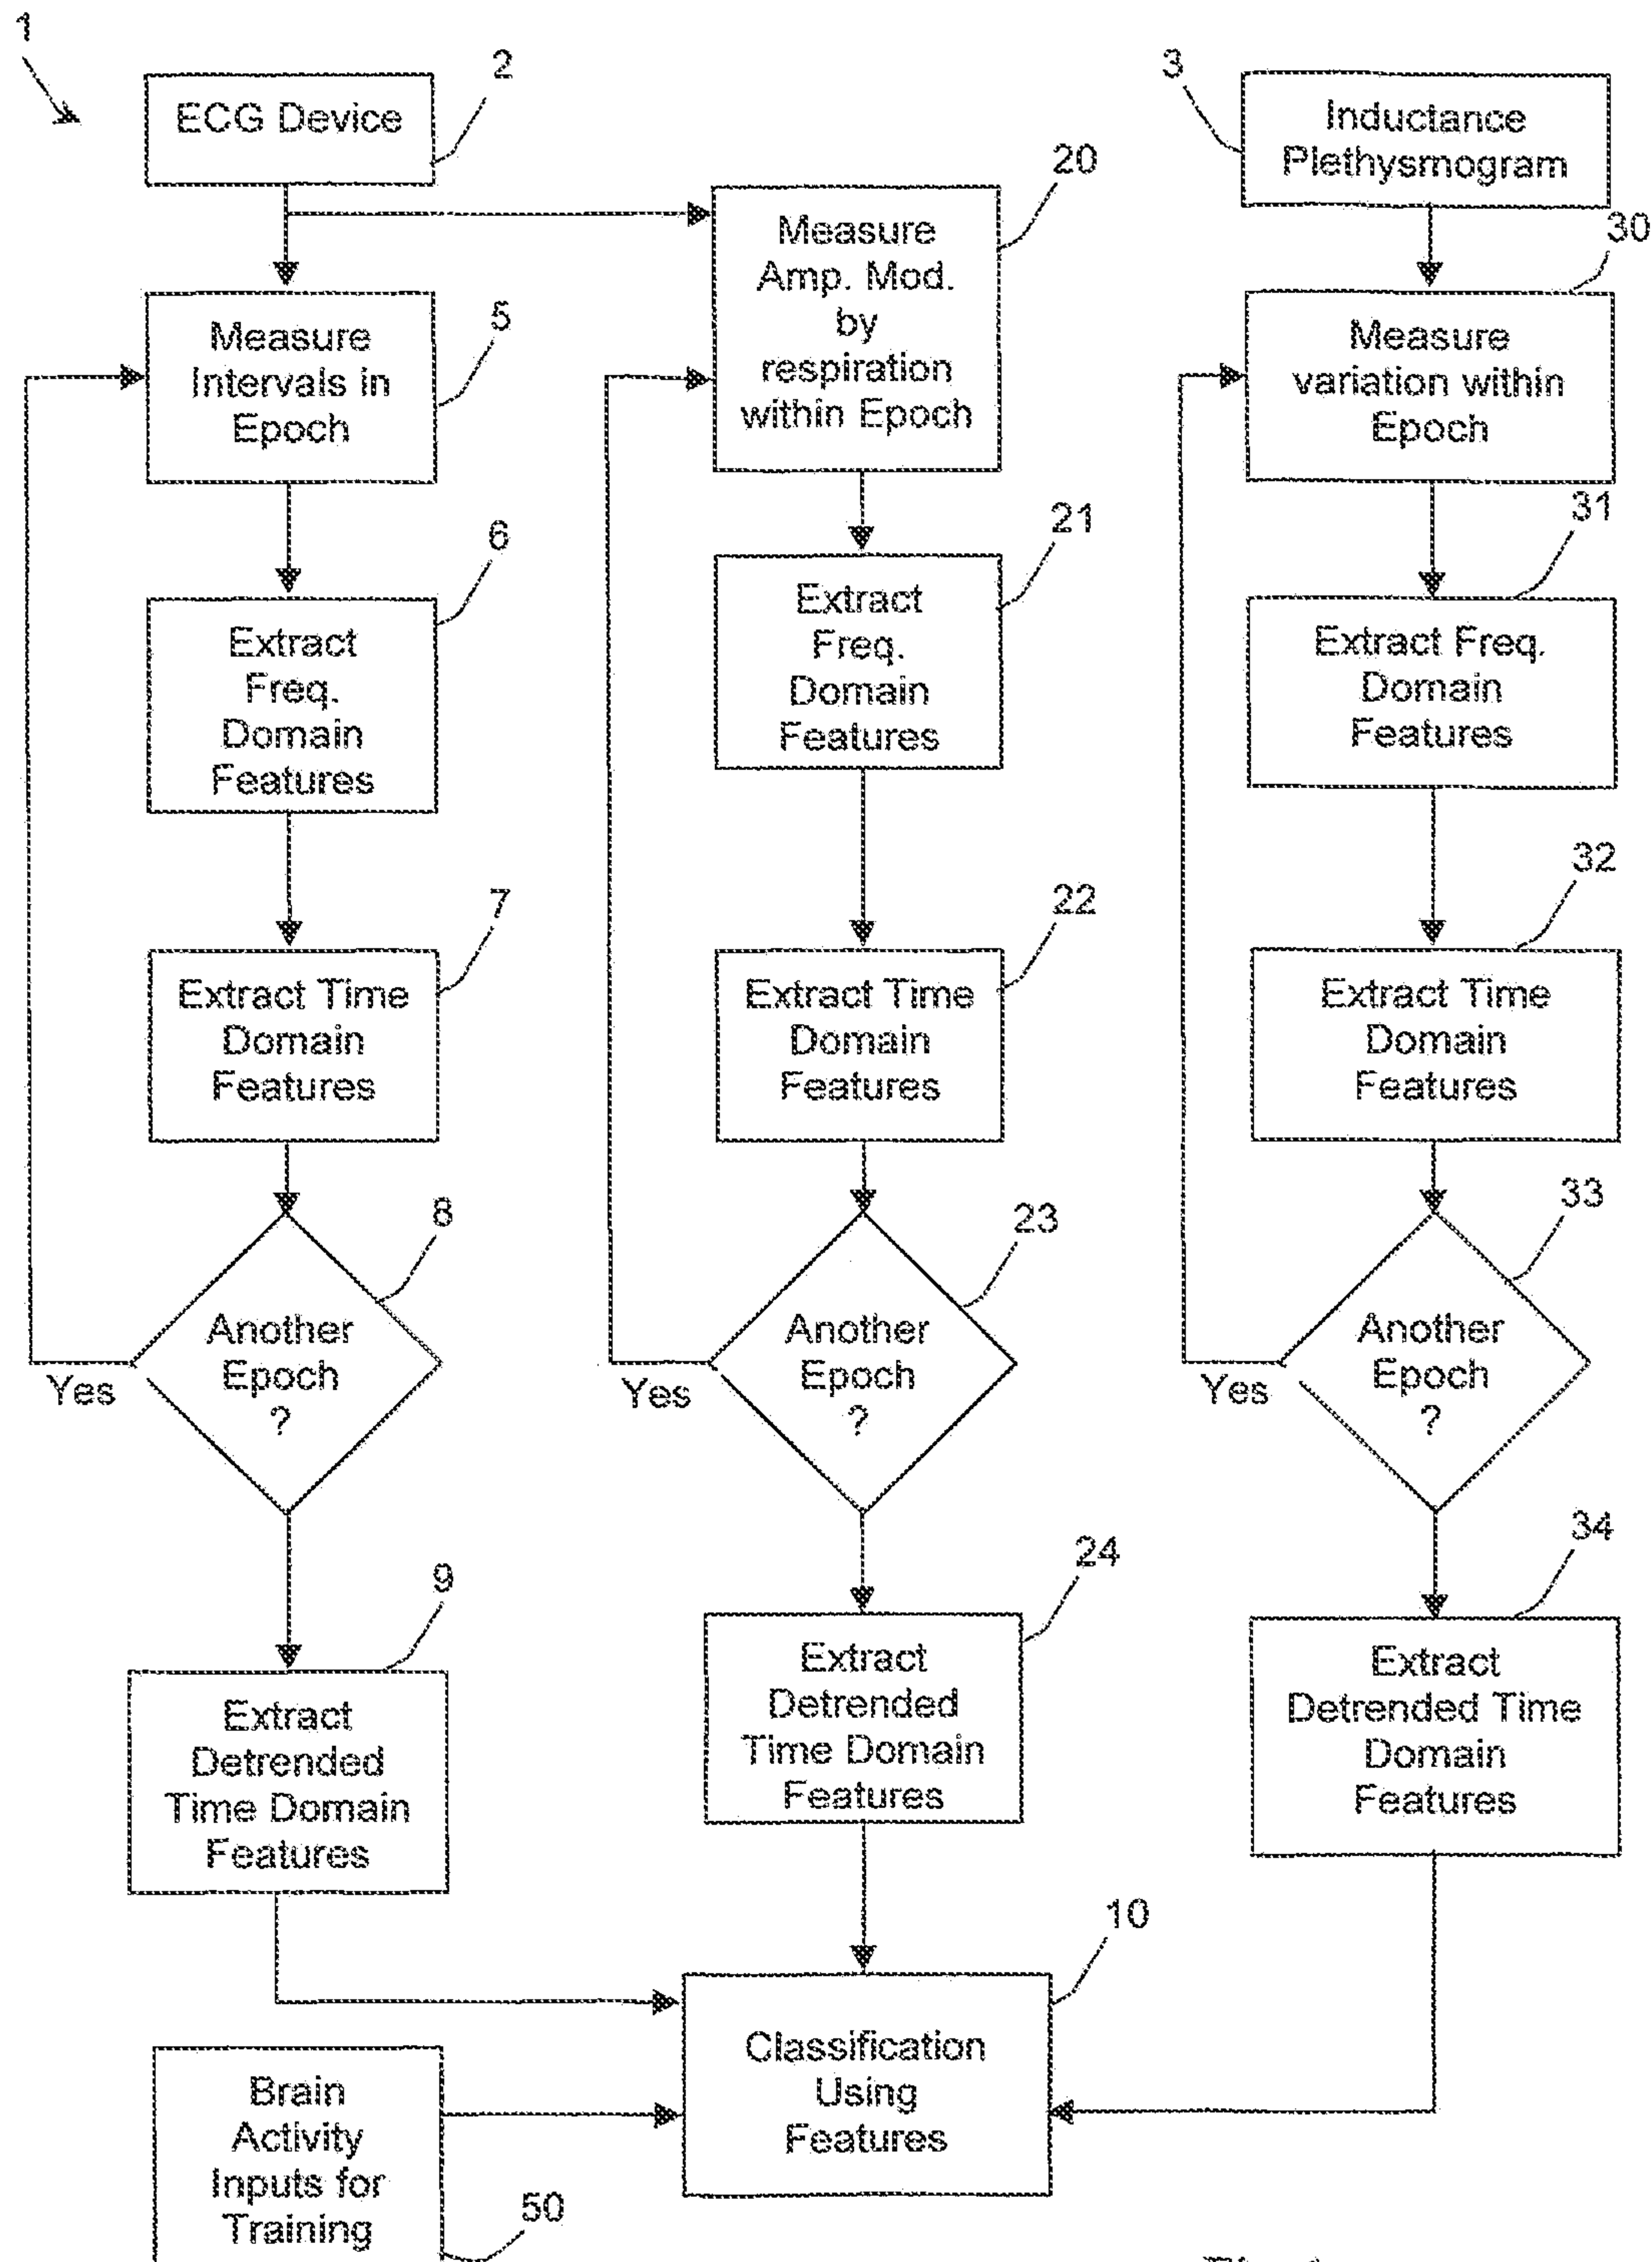 1
2
ECG Device
3
Inductance
Plethysmogram
20
Measure
Amp. Mod.
by
respiration
within Epoch
30
Measure
variation within
Epoch
5
Measure
Intervals in
Epoch
6
Extract
Freq.
Domain
Features
21
Extract
Freq.
Domain
Features
31
Extract Freq.
Domain
Features
7
Extract Time
Domain
Features
22
Extract Time
Domain
Features
32
Extract Time
Domain
Features
8
Another
Epoch
?
Yes
23
Another
Epoch
?
Yes
33
Another
Epoch
?
Yes
9
Extract
Detrended
Time Domain
Features
24
Extract
Detrended
Time Domain
Features
34
Extract
Detrended Time
Domain
Features
10
Classification
Using
Features
Brain
Activity
Inputs for
Training
50